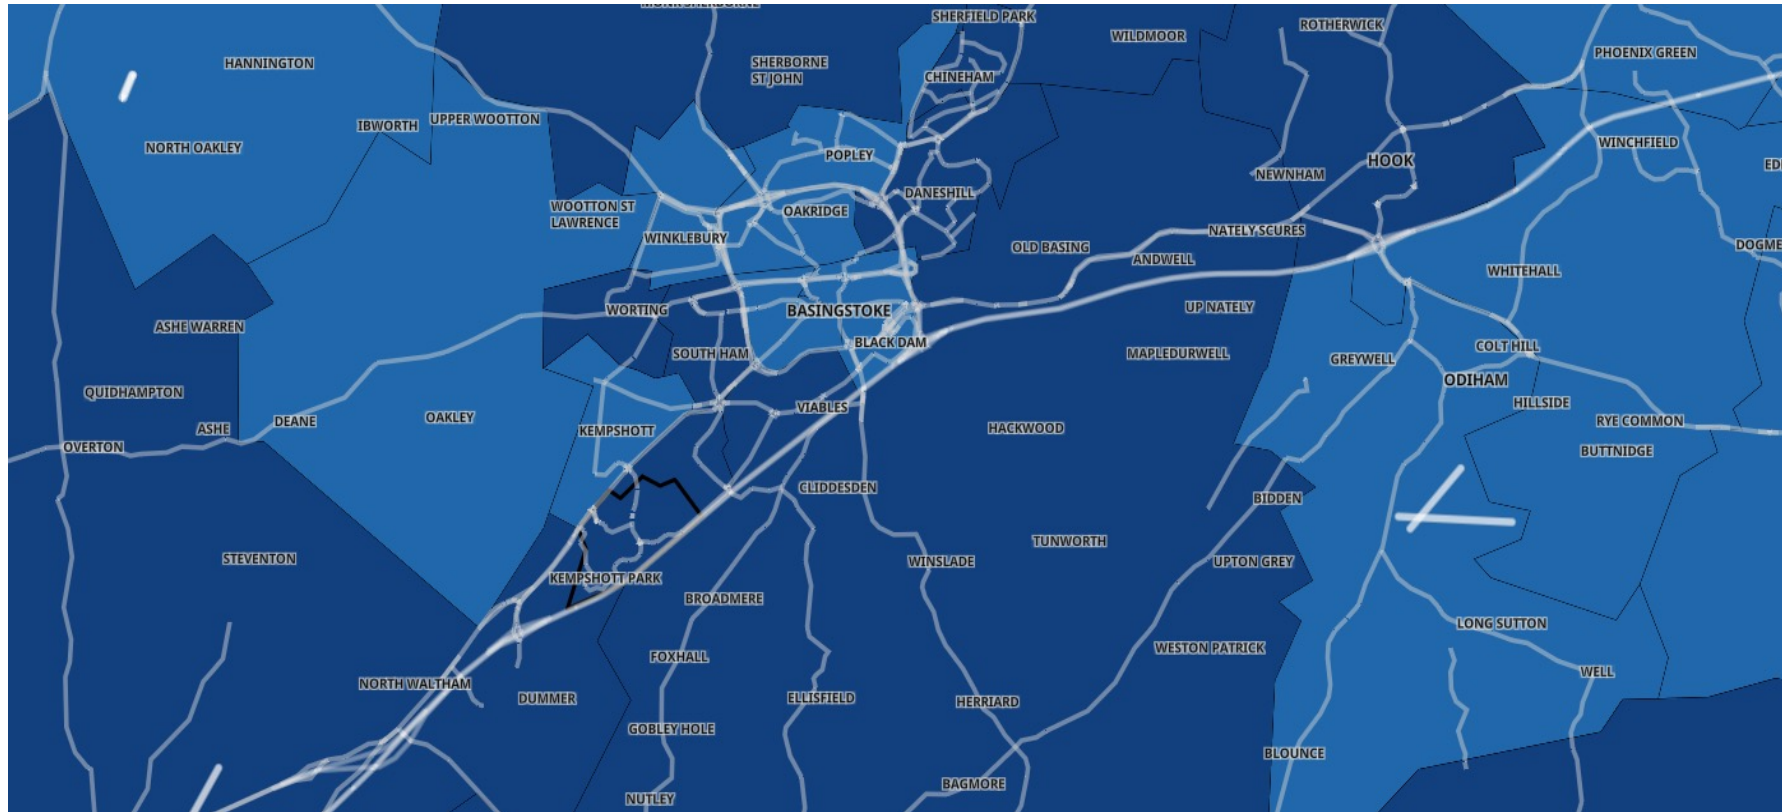 SHERFIELD PARK
ROTHERWICK
WILDMOOR
PHOENIX GREEN
HANNINGTON
SHERBORNE
ST JOHN
CHINEHAM
IBWORTH
UPPER WOOTTON
NORTH OAKLEY
POPLEY
WINCHFIELD
HOOK
NEWNHAM
DANESHILL
WOOTTON ST
LAWRENCE
OAKRIDGE
WINKLEBURY
NATELY SCURES
OLD BASING
ANDWELL
WHITEHALL
WORTING
BASINGSTOKE
UP NATELY
ASHE WARREN
SOUTH HAM
BLACK DAM
MAPLEDURWELL
GREYWELL
COLT HILL
ODIHAM
QUIDHAMPTON
HILLSIDE
DEANE
OAKLEY
VIABLES
RYE COMMON
ASHE
KEMPSHOTT
HACKWOOD
OVERTON
BUTTNIDGE
CLIDDESDEN
BIDDEN
TUNWORTH
STEVENTON
WINSLADE
UPTON GREY
KEMPSHOTT PARK
BROADMERE
LONG SUTTON
FOXHALL
WESTON PATRICK
WELL
NORTH WALTHAM
DUMMER
ELLISFIELD
HERRIARD
GOBLEY HOLE
BLOUNCE
BAGMORE
NUTLEY